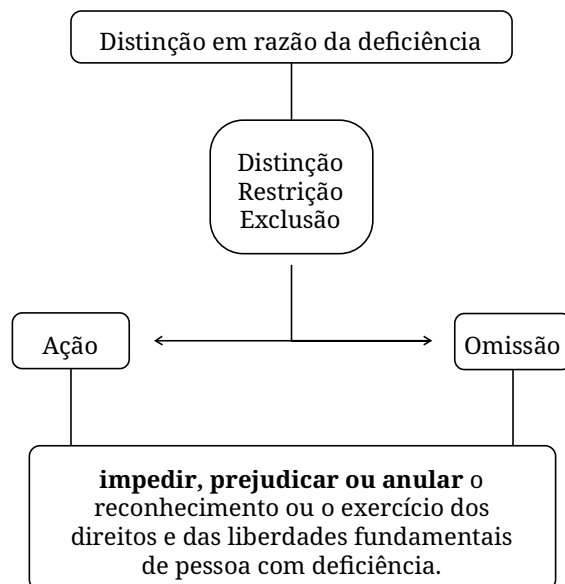 Distinção em razão da deficiência
Distinção
Restrição
Exclusão
Ação
Omissão
impedir, prejudicar ou anular o
reconhecimento ou o exercício dos
direitos e das liberdades fundamentais
de pessoa com deficiência.